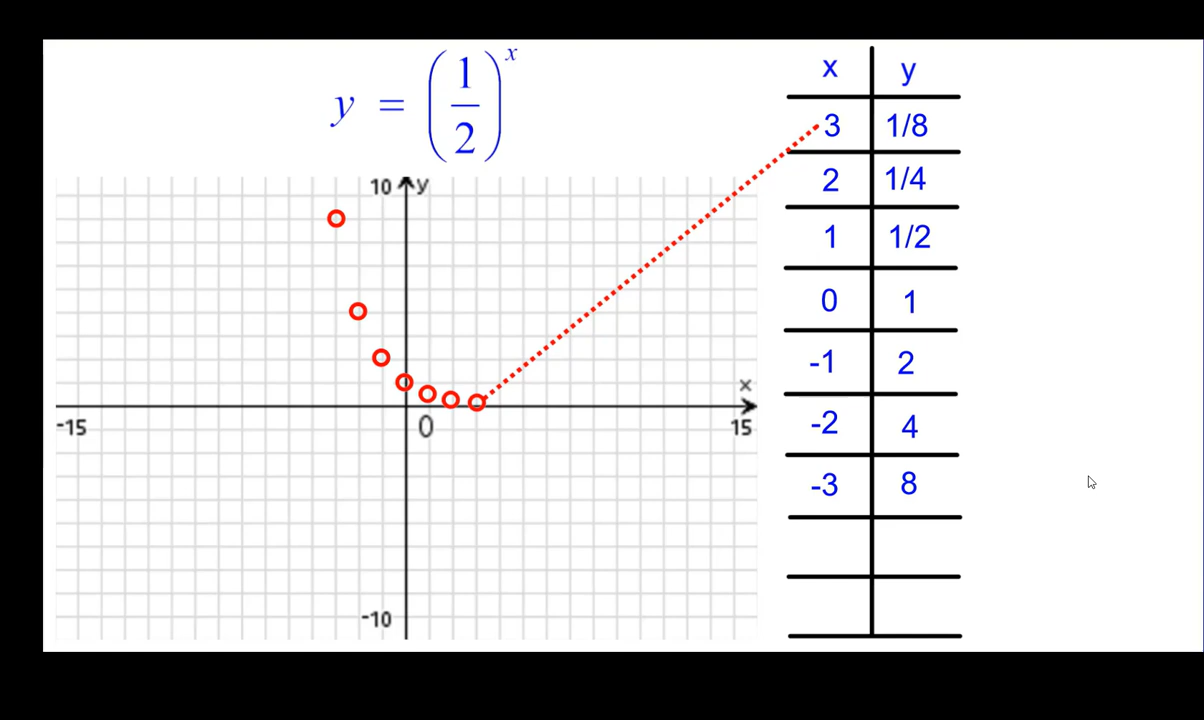 y = (1/2)^x
x y
3 1/8
2 1/4
1 1/2
0 1
-1 2
-2 4
-3 8
10 y
x
-15 0 15
-10